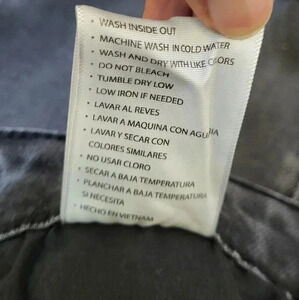 • WASH INSIDE OUT
• MACHINE WASH IN COLD WATER
• WASH AND DRY WITH LIKE COLORS
• DO NOT BLEACH
• TUMBLE DRY LOW
• LOW IRON IF NEEDED
• LAVAR AL REVES
• LAVAR A MAQUINA CON AGUA
• LAVAR Y SECAR CON
COLORES SIMILARES
• NO USAR CLORO
• SECAR A BAJA TEMPERATURA
• PLANCHAR A BAJA TEMPERATURA
SI NECESITA
• HECHO EN VIETNAM